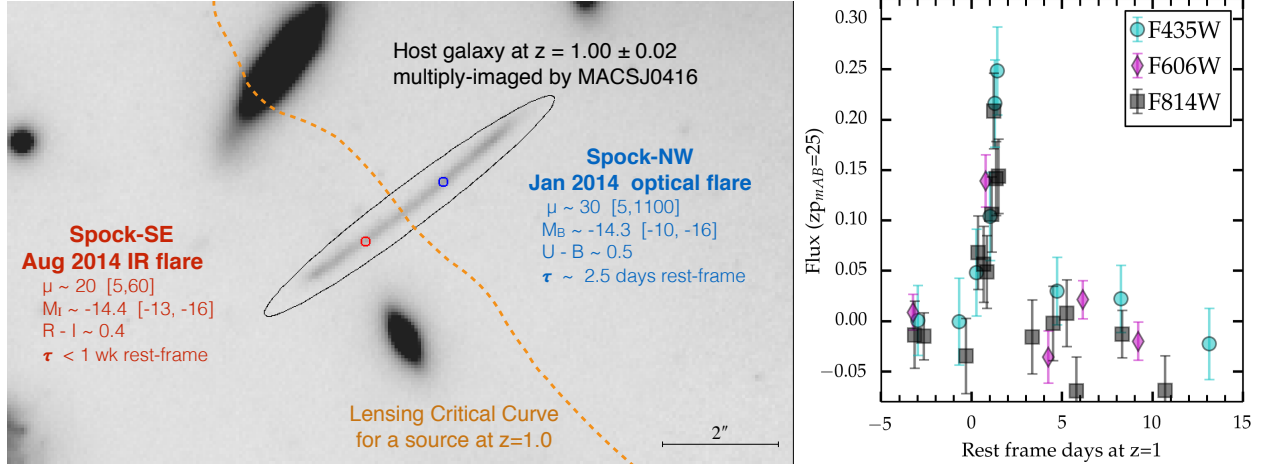 Host galaxy at z = 1.00 ± 0.02
multiply-imaged by MACSJ0416
Spock-NW
Jan 2014 optical flare
μ ~ 30 [5,1100]
M_B ~ -14.3 [-10, -16]
U - B ~ 0.5
τ ~ 2.5 days rest-frame
Spock-SE
Aug 2014 IR flare
μ ~ 20 [5,60]
M_I ~ -14.4 [-13, -16]
R - I ~ 0.4
τ < 1 wk rest-frame
Lensing Critical Curve
for a source at z=1.0
2″
F435W
F606W
F814W
Flux (zp_mAB=25)
0.30
0.25
0.20
0.15
0.10
0.05
0.00
−0.05
−5
0
5
10
15
Rest frame days at z=1